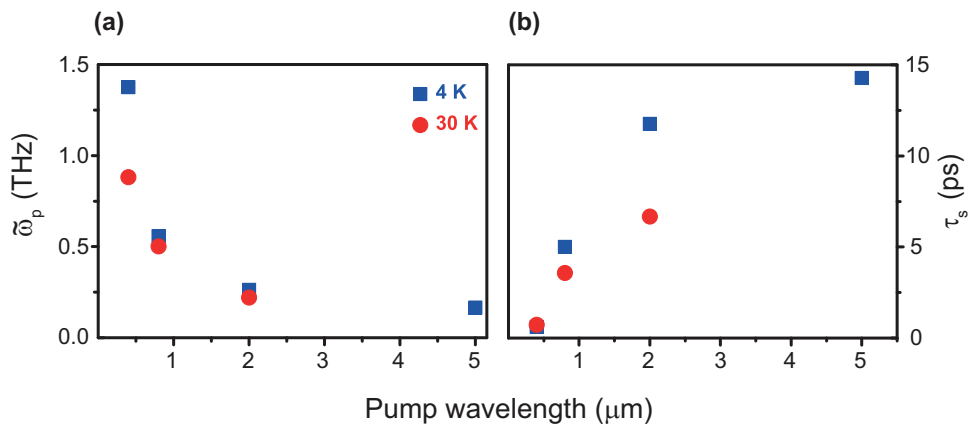 (a)
(b)
1.5
1.0
0.5
0.0
ω̃p (THz)
4 K
30 K
1 2 3 4 5
15
10
5
0
τs (ps)
1 2 3 4 5
Pump wavelength (μm)